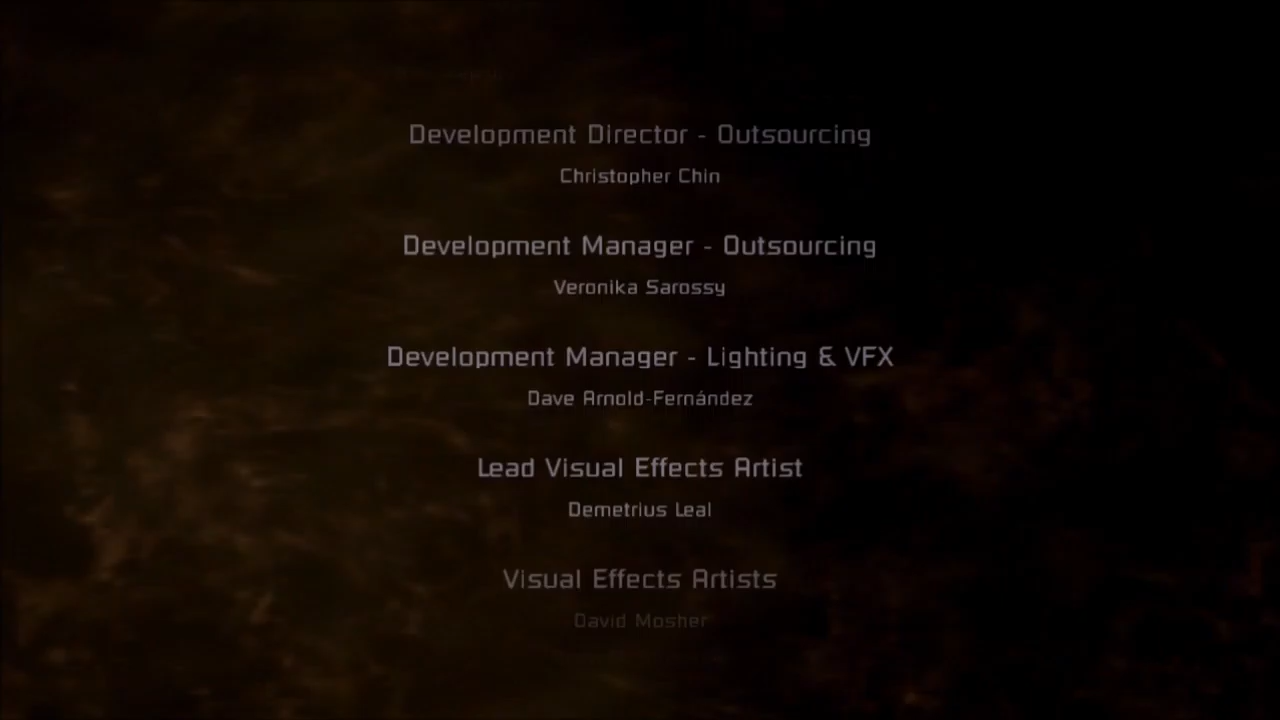 Development Director - Outsourcing
Christopher Chin
Development Manager - Outsourcing
Veronika Sarossy
Development Manager - Lighting & VFX
Dave Arnold-Fernández
Lead Visual Effects Artist
Demetrius Leal
Visual Effects Artists
David Mosher